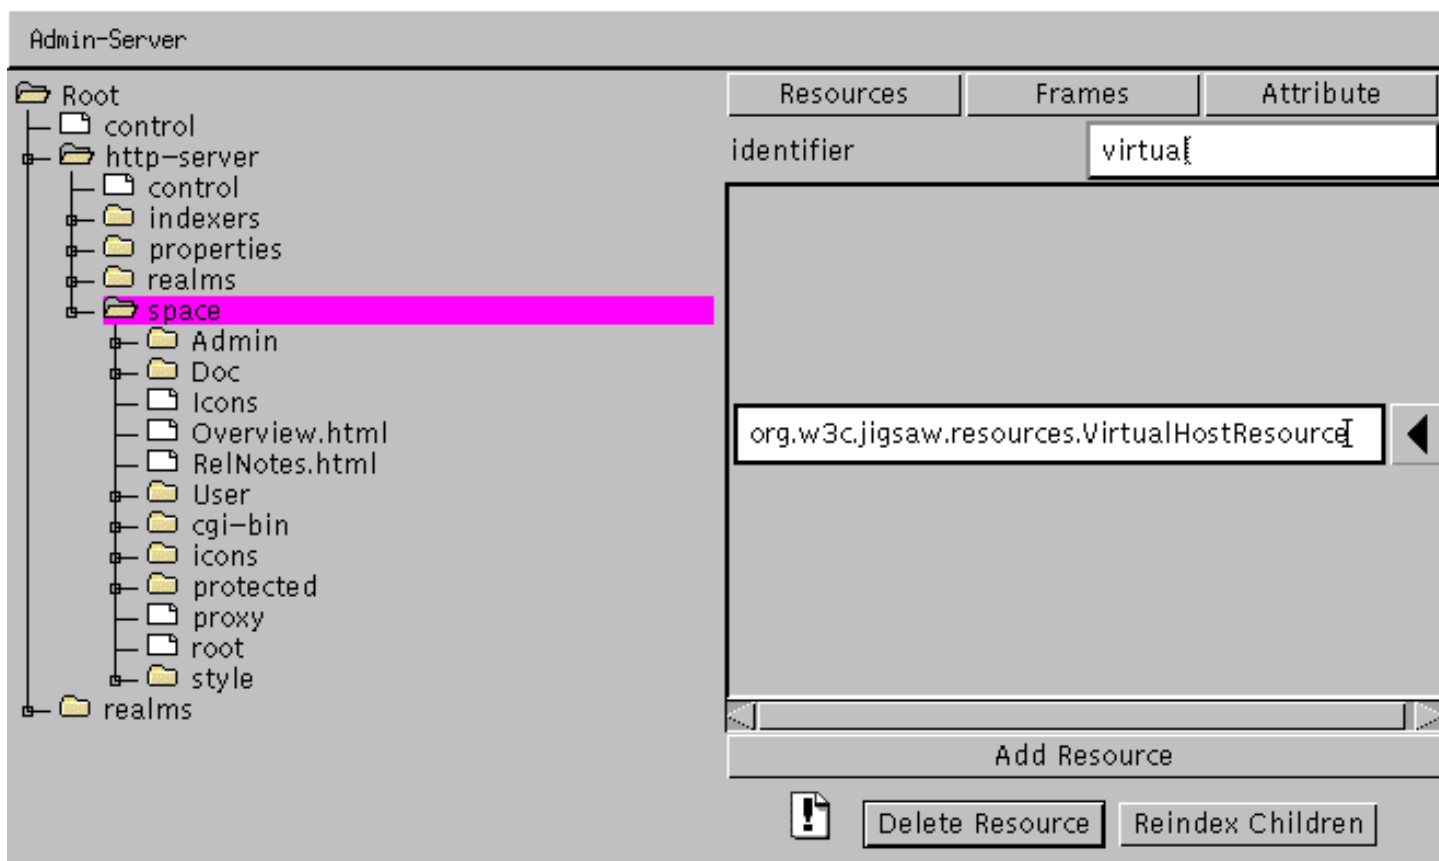 Admin-Server
Root
control
http-server
control
indexers
properties
realms
space
Admin
Doc
Icons
Overview.html
RelNotes.html
User
cgi-bin
icons
protected
proxy
root
style
realms
Resources Frames Attribute
identifier virtual
org.w3c.jigsaw.resources.VirtualHostResource
Add Resource
Delete Resource Reindex Children